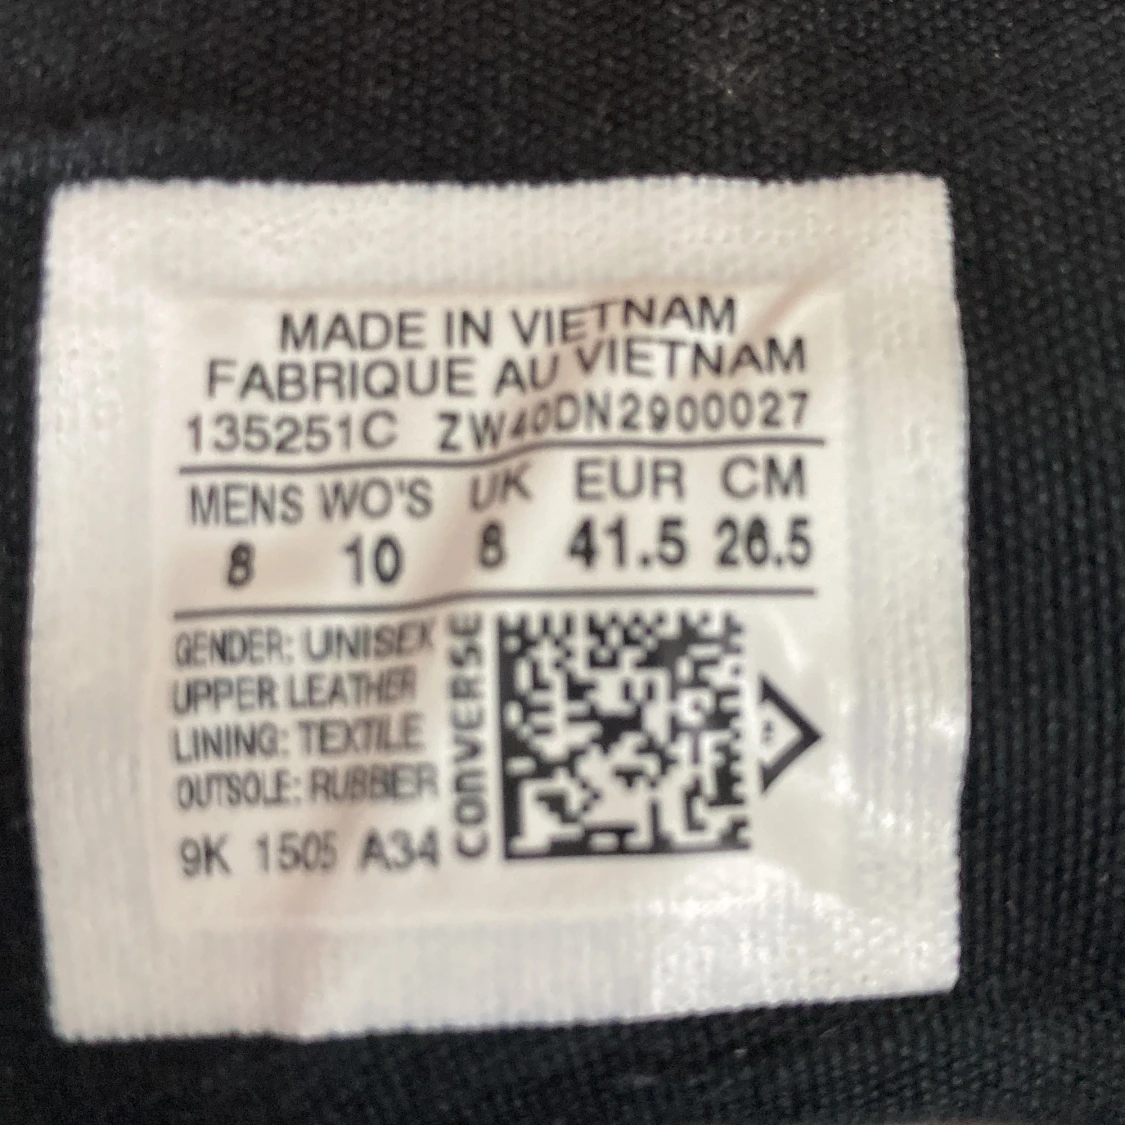 MADE IN VIETNAM
FABRIQUE AU VIETNAM
135251C ZW40DN2900027
MENS WO'S UK EUR CM
8 10 8 41.5 26.5
GENDER: UNISEX
UPPER LEATHER
LINING: TEXTILE
OUTSOLE: RUBBER
9K 1505 A34
CONVERSE